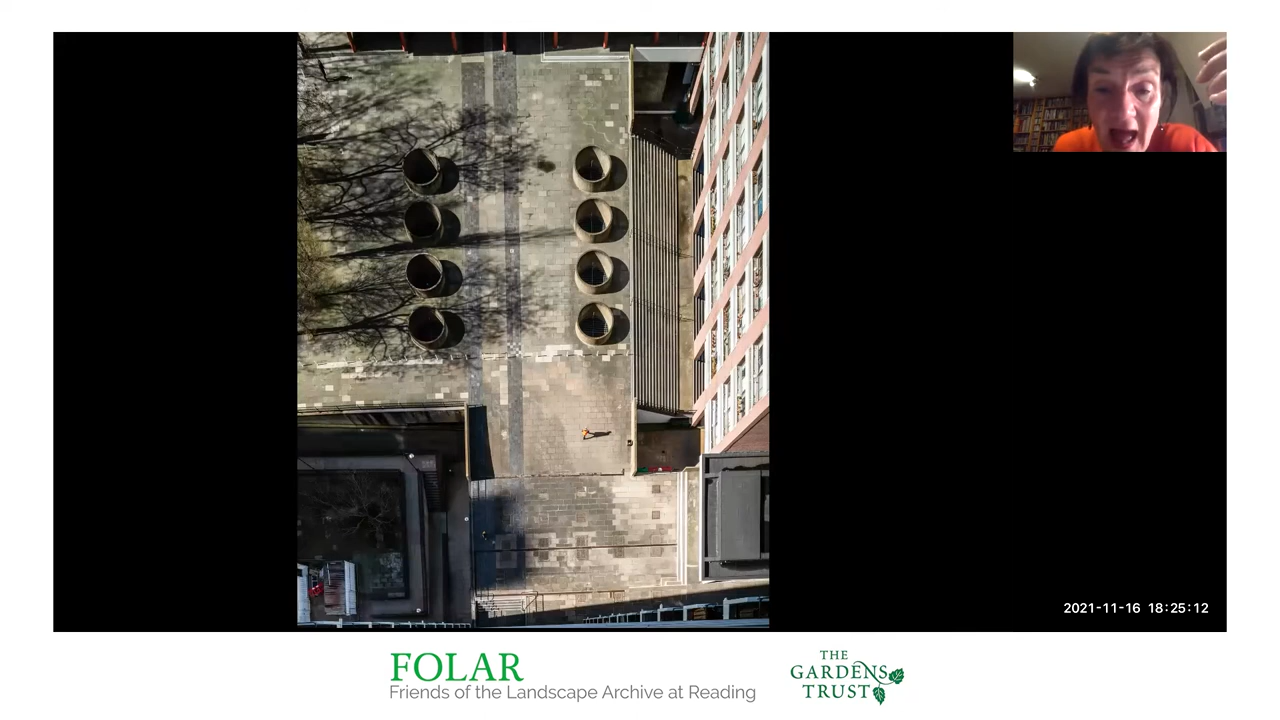 2021-11-16 18:25:12
FOLAR
Friends of the Landscape Archive at Reading
THE
GARDENS
TRUST